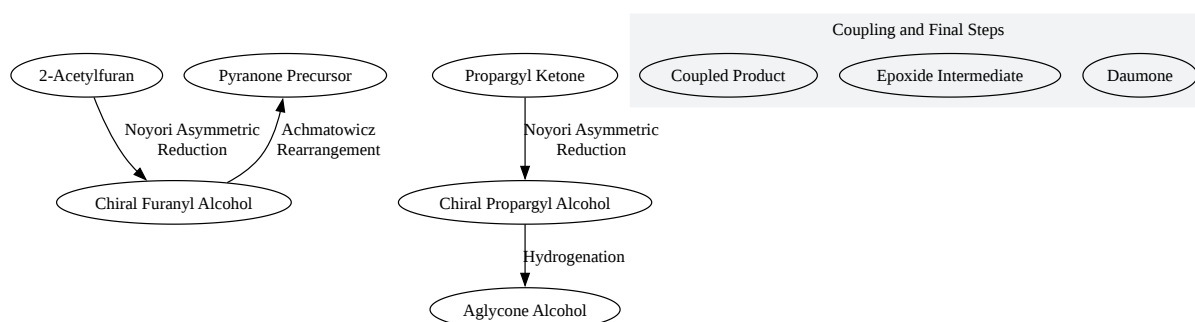 Coupling and Final Steps
2-Acetylfuran
Pyranone Precursor
Propargyl Ketone
Coupled Product
Epoxide Intermediate
Daumone
Noyori Asymmetric
Reduction
Achmatowicz
Rearrangement
Noyori Asymmetric
Reduction
Chiral Furanyl Alcohol
Chiral Propargyl Alcohol
Hydrogenation
Aglycone Alcohol